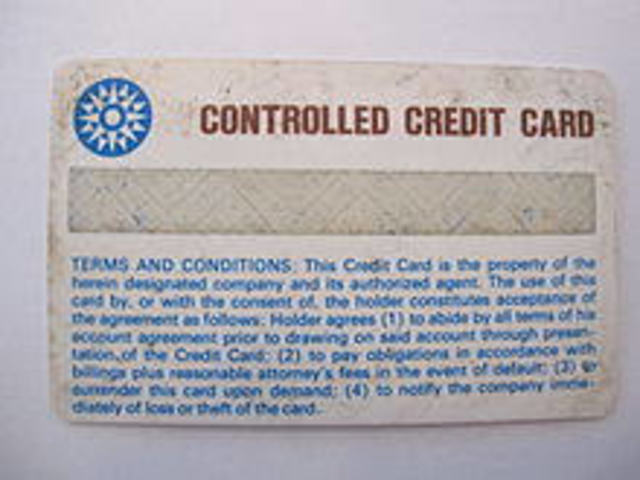 CONTROLLED CREDIT CARD
TERMS AND CONDITIONS: This Credit Card is the property of the
herein designated company and its authorized agent. The use of this
card by, or with the consent of, the holder constitutes acceptance of
the agreement as follows: Holder agrees (1) to abide by all terms of his
account agreement prior to drawing on said account through presen-
tation of the Credit Card; (2) to pay obligations in accordance with
billings plus reasonable attorney's fees in the event of default; (3) to
surrender this card upon demand; (4) to notify the company imme-
diately of loss or theft of the card.